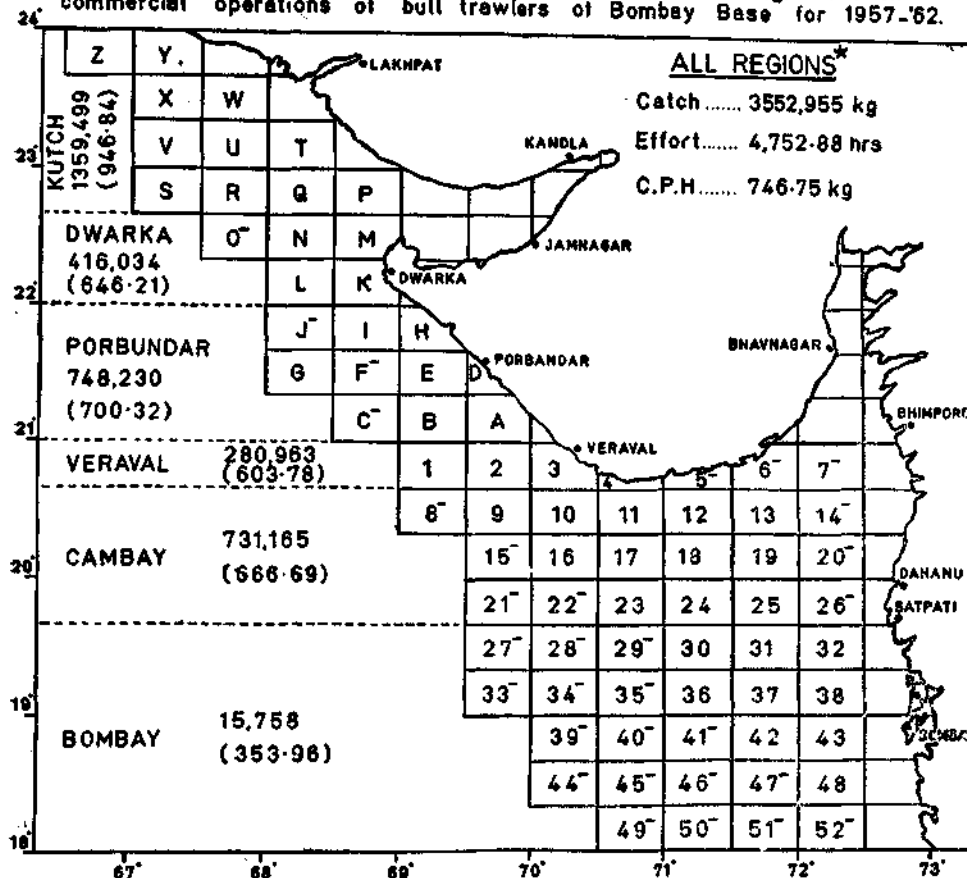 commercial operations of bull trawlers of Bombay Base for 1957-'62.
24°
ALL REGIONS*
Catch ...... 3552,955 kg
Effort...... 4,752.88 hrs
C.P.H ...... 746.75 kg
Z Y.
LAKHPAT
KUTCH
1359,499
(946.84)
X W
KANDLA
23°
V U T
S R Q P
DWARKA
416,034
(646.21)
O- N M
JAMNAGAR
L K
DWARKA
22°
PORBUNDAR
748,230
(700.32)
J- I H
BHAVNAGAR
G F- E D
PORBANDAR
C- B A
BHIMPORE
21°
VERAVAL
280,963
(603.78)
VERAVAL
1 2 3 4 5- 6- 7-
8- 9 10 11 12 13 14-
CAMBAY
731,165
(666.69)
15- 16 17 18 19 20-
20°
DAHANU
21- 22- 23 24 25 26-
SATPATI
27- 28- 29- 30 31 32
33- 34- 35- 36 37 38
19°
BOMBAY
15,758
(353.96)
39- 40- 41- 42 43
44- 45- 46- 47- 48
49- 50- 51- 52-
18°
67° 68° 69° 70° 71° 72° 73°